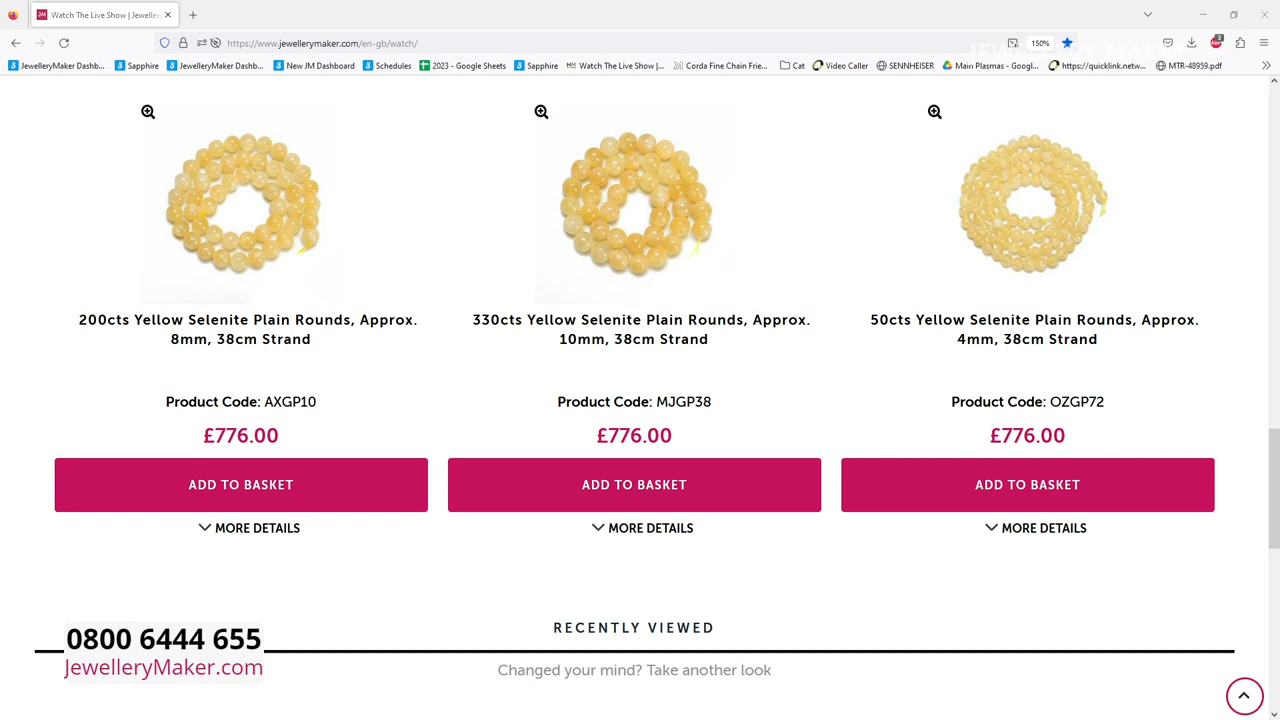 Watch The Live Show | Jeweller
https://www.jewellerymaker.com/en-gb/watch/
150%
3
JewelleryMaker Dashb...
Sapphire
JewelleryMaker Dashb...
New JM Dashboard
Schedules
2023 - Google Sheets
Sapphire
Watch The Live Show |...
Corda Fine Chain Frie...
Cat
Video Caller
SENNHEISER
Main Plasmas - Googl...
https://quicklink.netw...
MTR-48959.pdf
200cts Yellow Selenite Plain Rounds, Approx.
8mm, 38cm Strand
Product Code: AXGP10
£776.00
ADD TO BASKET
MORE DETAILS
330cts Yellow Selenite Plain Rounds, Approx.
10mm, 38cm Strand
Product Code: MJGP38
£776.00
ADD TO BASKET
MORE DETAILS
50cts Yellow Selenite Plain Rounds, Approx.
4mm, 38cm Strand
Product Code: OZGP72
£776.00
ADD TO BASKET
MORE DETAILS
RECENTLY VIEWED
Changed your mind? Take another look
0800 6444 655
JewelleryMaker.com